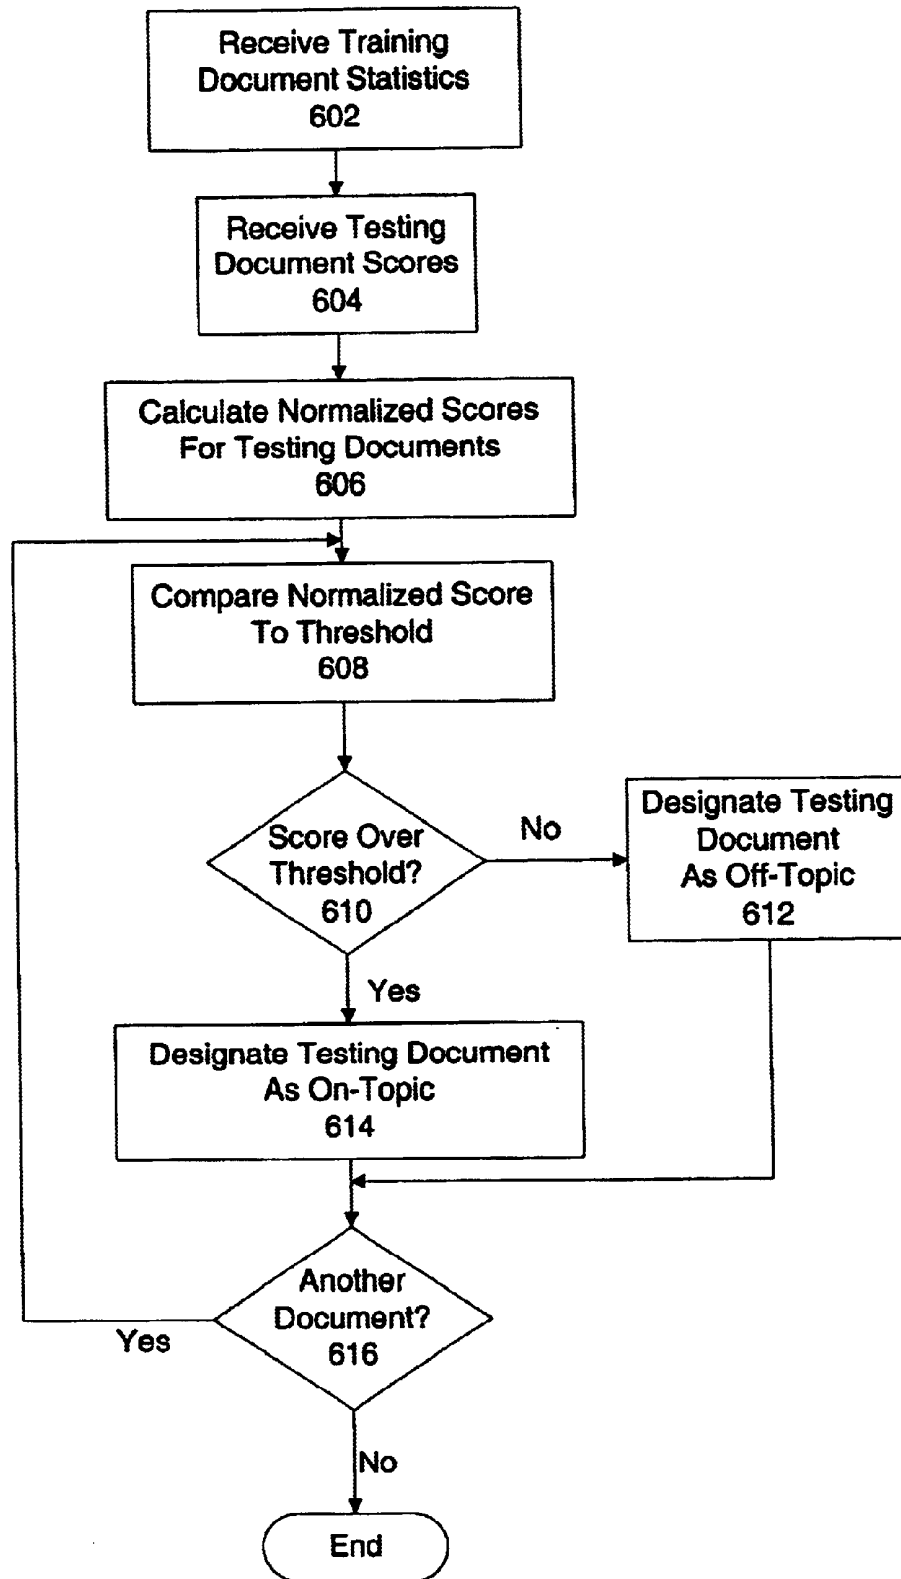 Receive Training
Document Statistics
602
Receive Testing
Document Scores
604
Calculate Normalized Scores
For Testing Documents
606
Compare Normalized Score
To Threshold
608
Score Over
Threshold?
610
No
Designate Testing
Document
As Off-Topic
612
Yes
Designate Testing Document
As On-Topic
614
Another
Document?
616
Yes
No
End